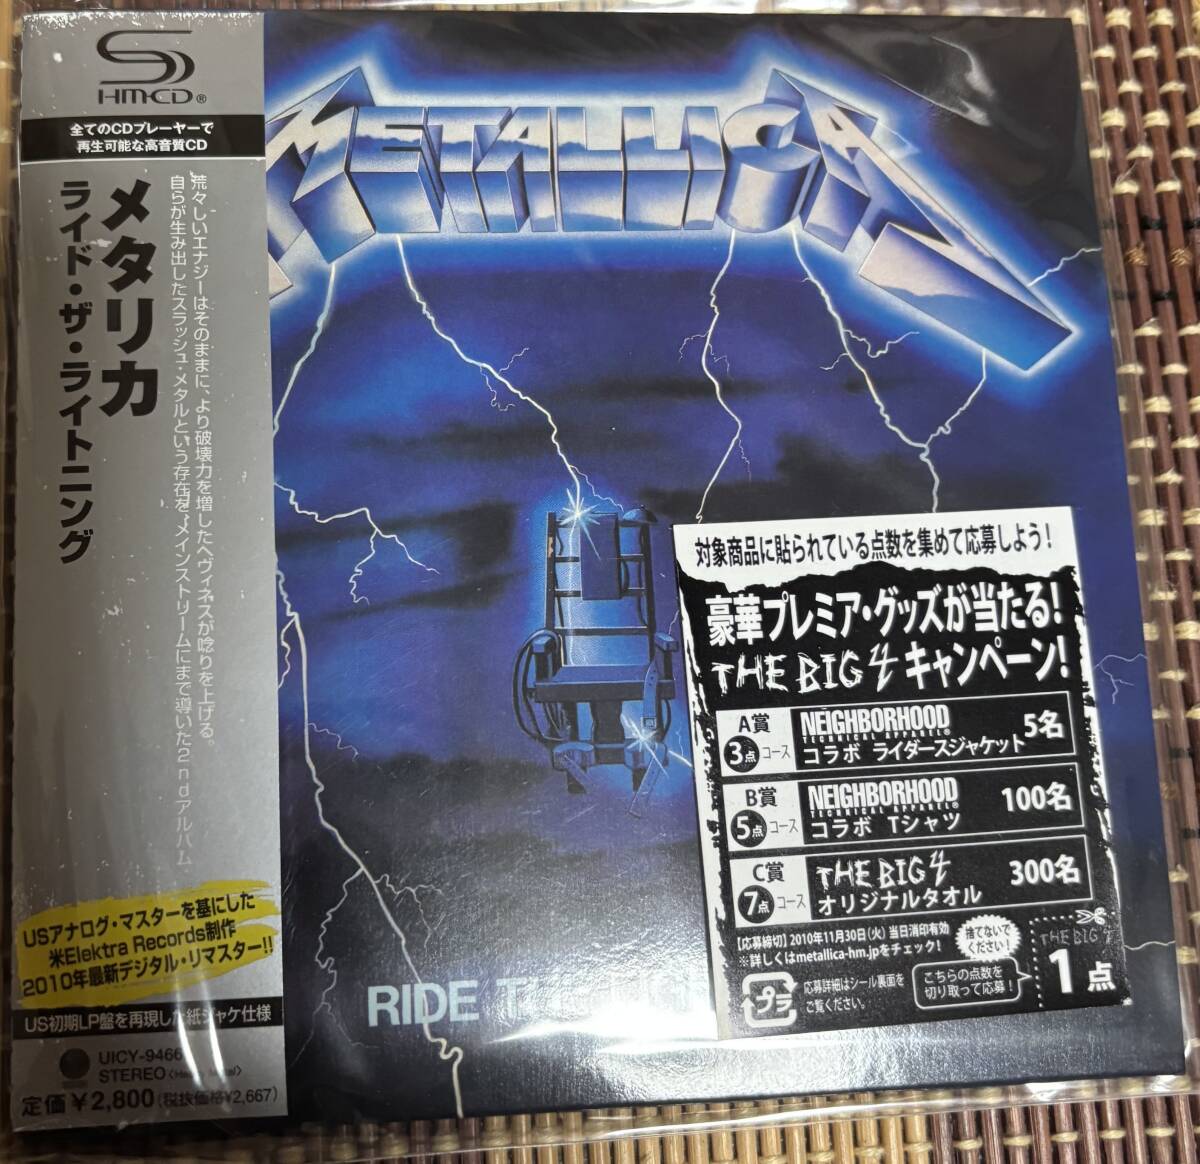 HM-CD®
全てのCDプレーヤーで
再生可能な高音質CD
メタリカ
ライド・ザ・ライトニング
荒々しいエナジーはそのままに、より破壊力を増したヘヴィネスが唸りを上げる。
自らが生み出したスラッシュ・メタルという存在を、メインストリームにまで導いた2ndアルバム
USアナログ・マスターを基にした
米Elektra Records制作
2010年最新デジタル・リマスター!!
US初期LP盤を再現した紙ジャケ仕様
UICY-9466
STEREO
定価¥2,800(税抜価格¥2,667)
METALLICA
RIDE
対象商品に貼られている点数を集めて応募しよう!
豪華プレミア・グッズが当たる!
THE BIG 4 キャンペーン!
A賞
3点コース
NEIGHBORHOOD
TECHNICAL APPAREL®
コラボ ライダースジャケット
5名
B賞
5点コース
NEIGHBORHOOD
TECHNICAL APPAREL®
コラボ Tシャツ
100名
C賞
7点コース
THE BIG 4
オリジナルタオル
300名
【応募締切】2010年11月30日(火)当日消印有効
※詳しくはmetallica-hm.jpをチェック!
捨てないで
ください!
プラ
応募詳細はシール裏面を
ご覧ください。
こちらの点数を
切り取って応募!
THE BIG 4
1点